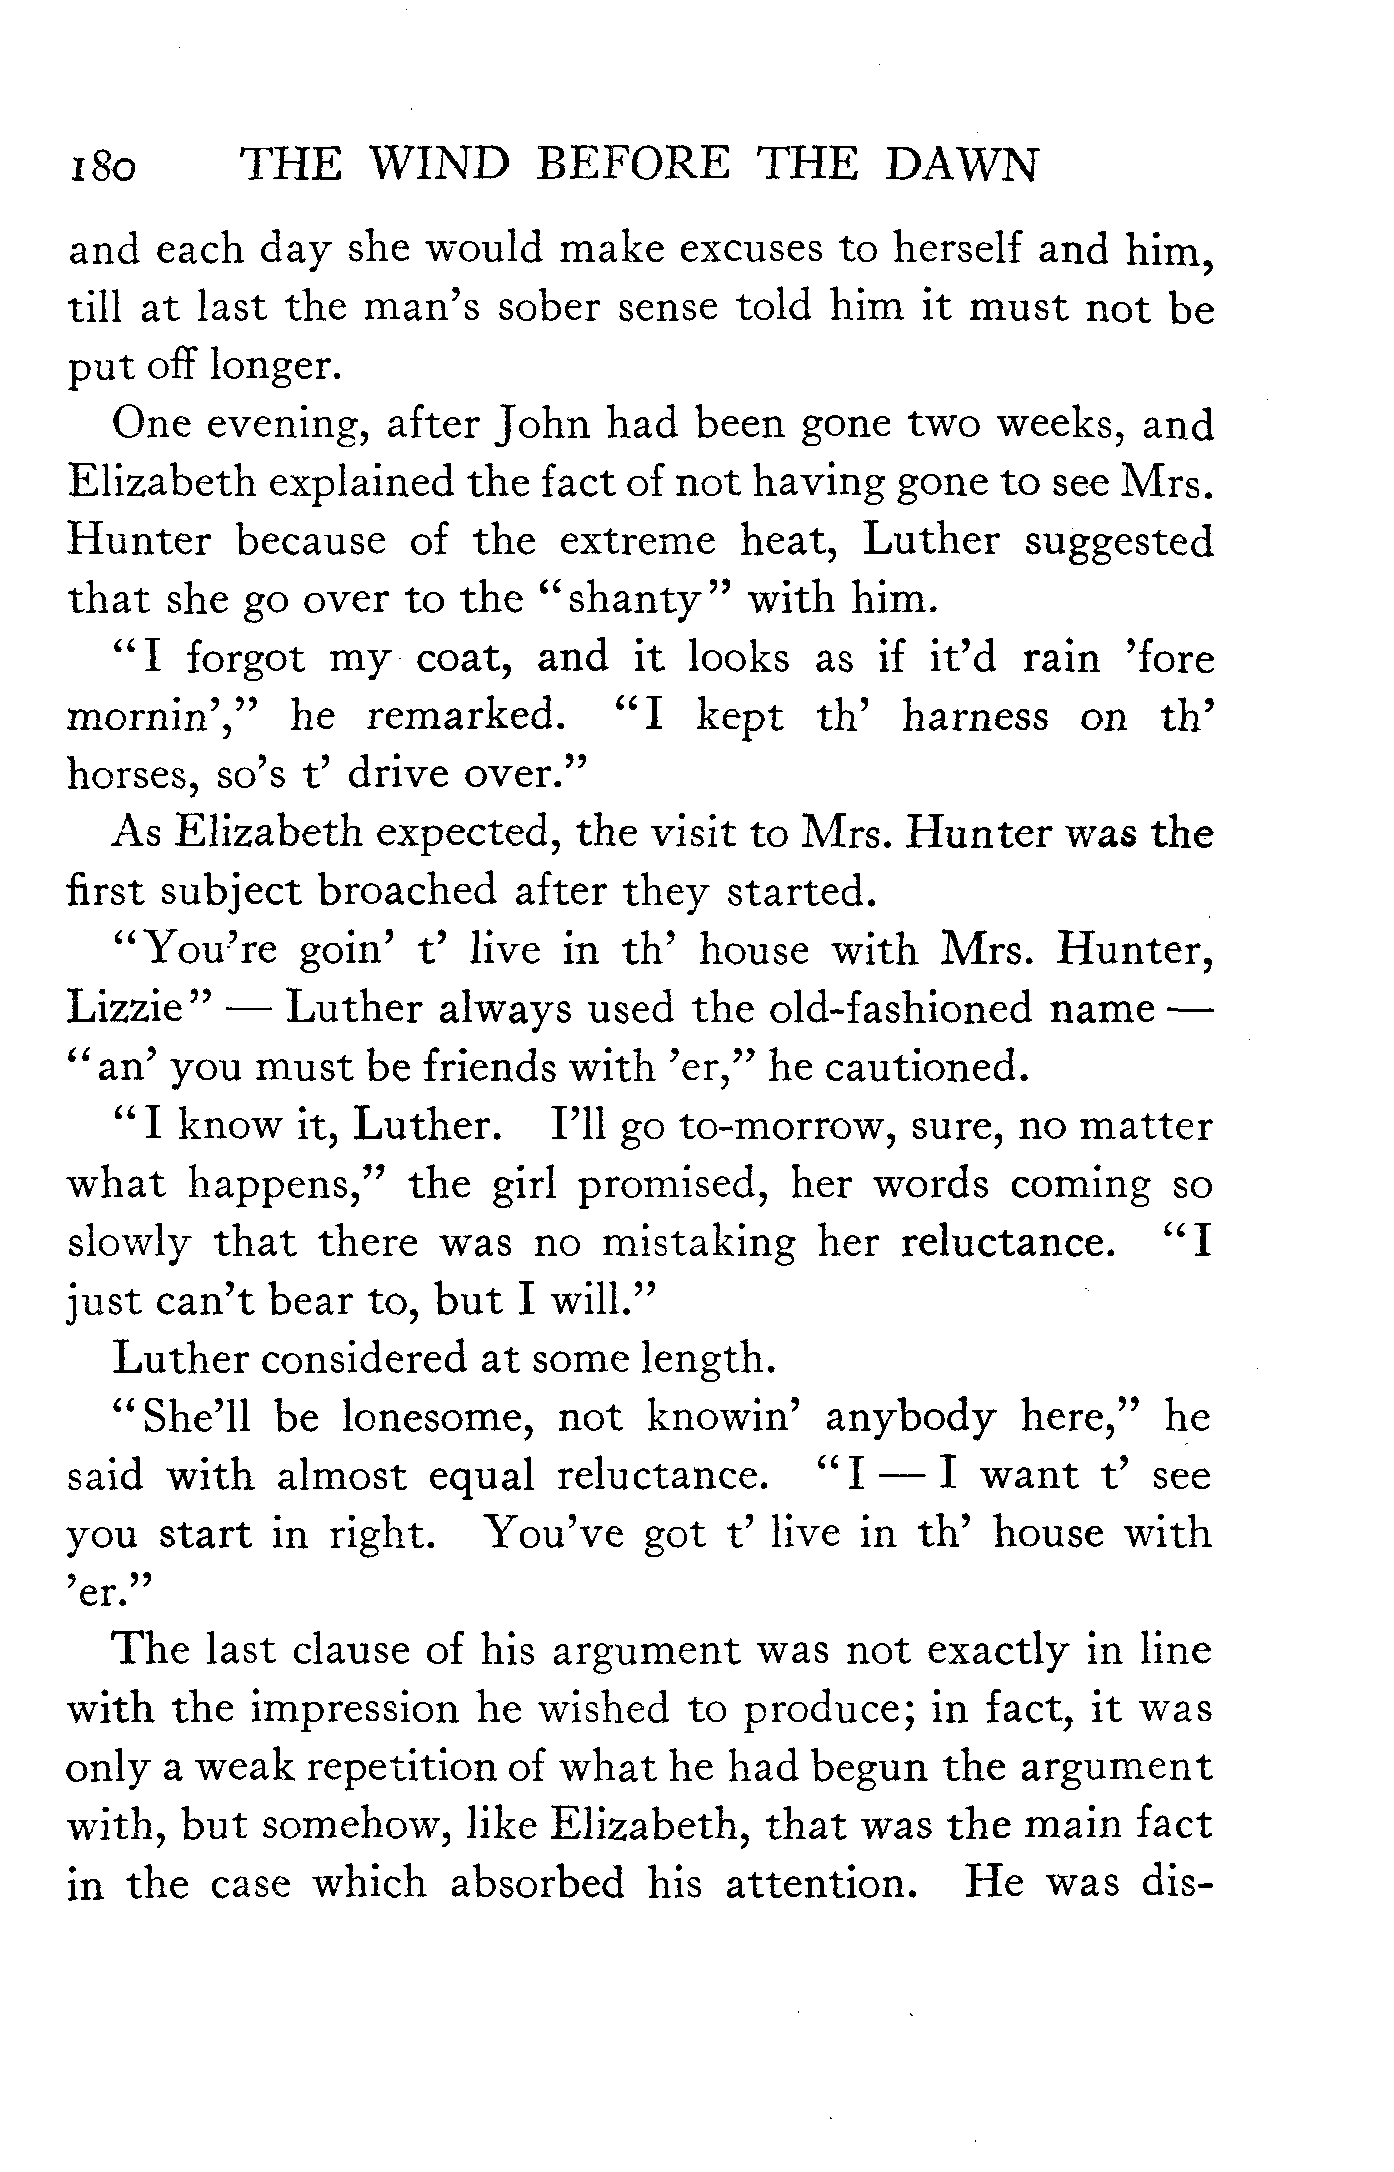 180 THE WIND BEFORE THE DAWN
and each day she would make excuses to herself and him,
till at last the man's sober sense told him it must not be
put off longer.
One evening, after John had been gone two weeks, and
Elizabeth explained the fact of not having gone to see Mrs.
Hunter because of the extreme heat, Luther suggested
that she go over to the “shanty” with him.
“I forgot my coat, and it looks as if it’d rain ’fore
mornin’,” he remarked. “I kept th’ harness on th’
horses, so’s t’ drive over.”
As Elizabeth expected, the visit to Mrs. Hunter was the
first subject broached after they started.
“You’re goin’ t’ live in th’ house with Mrs. Hunter,
Lizzie” — Luther always used the old-fashioned name —
“an’ you must be friends with ’er,” he cautioned.
“I know it, Luther. I’ll go to-morrow, sure, no matter
what happens,” the girl promised, her words coming so
slowly that there was no mistaking her reluctance. “I
just can’t bear to, but I will.”
Luther considered at some length.
“She’ll be lonesome, not knowin’ anybody here,” he
said with almost equal reluctance. “I — I want t’ see
you start in right. You’ve got t’ live in th’ house with
’er.”
The last clause of his argument was not exactly in line
with the impression he wished to produce; in fact, it was
only a weak repetition of what he had begun the argument
with, but somehow, like Elizabeth, that was the main fact
in the case which absorbed his attention. He was dis-